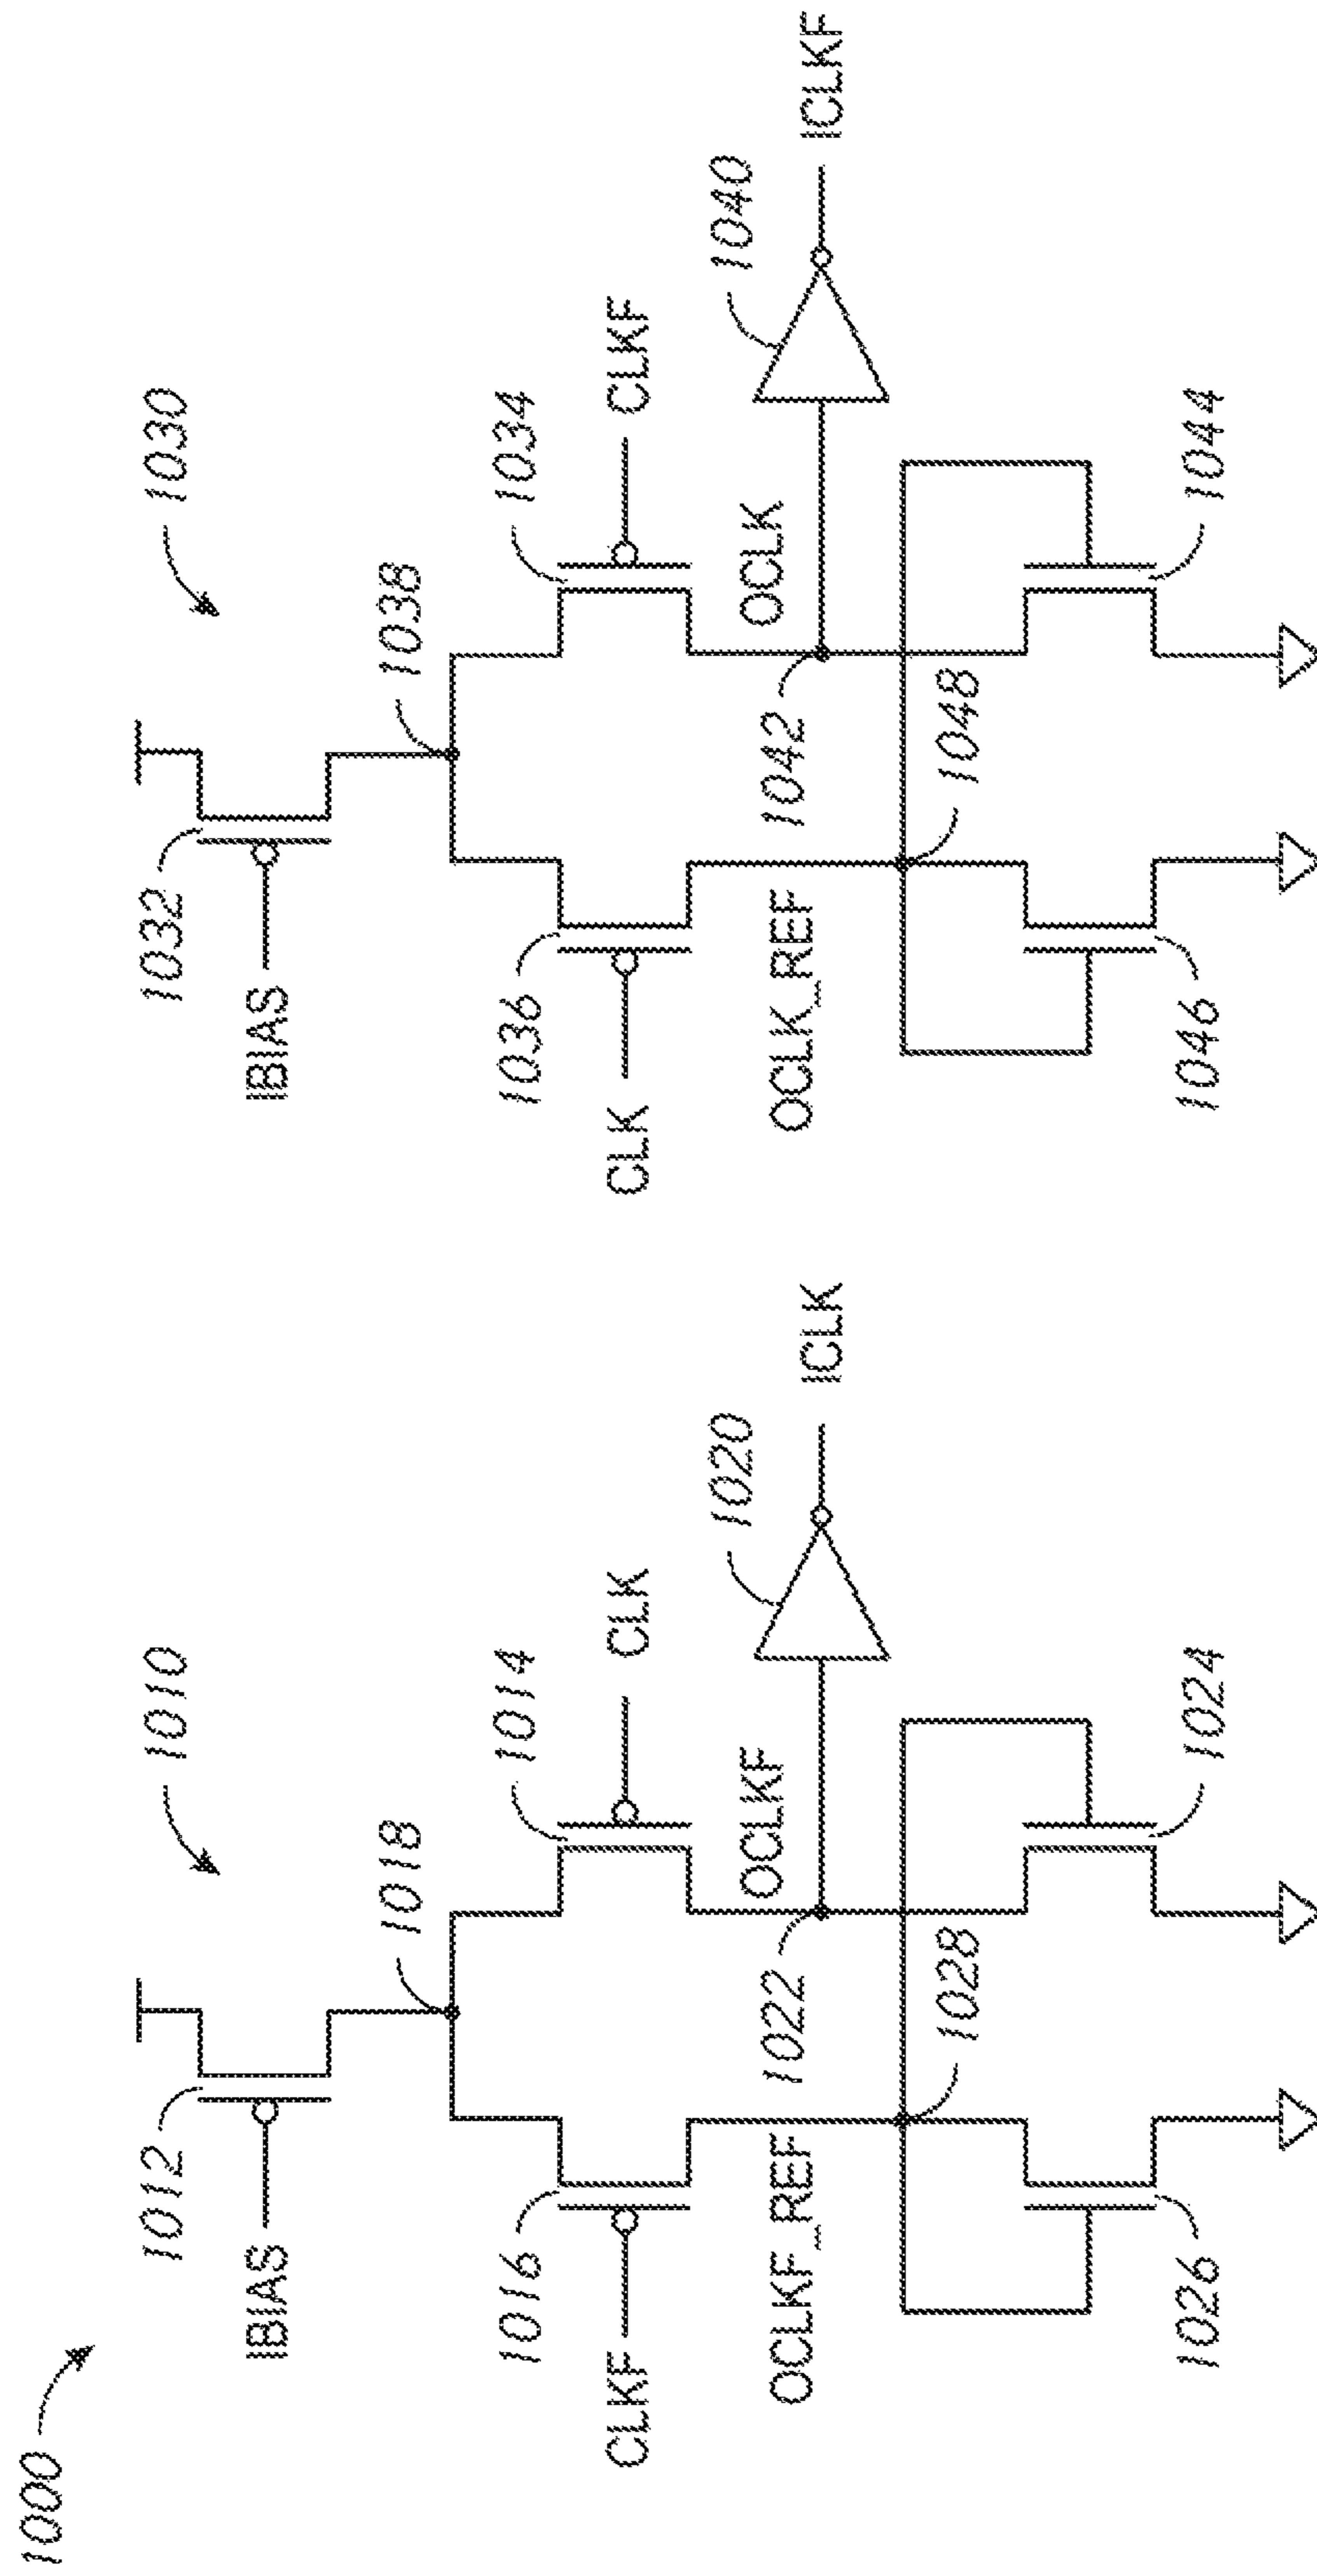 1000
1010
1012
IBIAS
1018
1016
1014
CLKF
CLK
OCLKF_REF
OCLKF
1020
ICLK
1022
1028
1026
1024
1030
1032
IBIAS
1038
1036
1034
CLK
CLKF
OCLK_REF
OCLK
1040
ICLKF
1042
1048
1046
1044